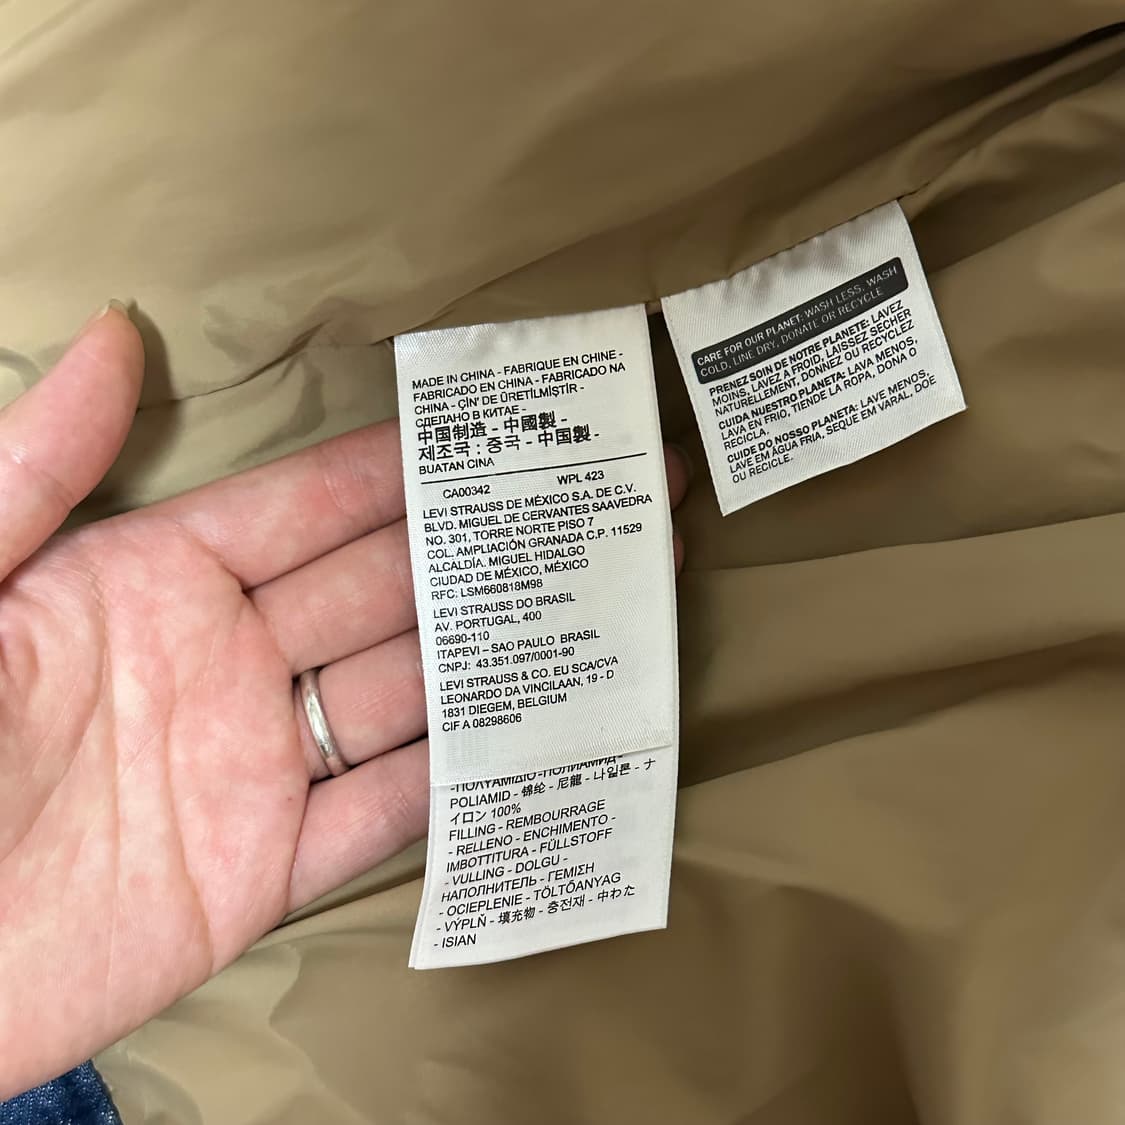 MADE IN CHINA - FABRIQUE EN CHINE -
FABRICADO EN CHINA - FABRICADO NA
CHINA - ÇİN' DE ÜRETİLMİŞTİR -
СДЕЛАНО В КИТАЕ -
中国制造 - 中國製 -
제조국 : 중국 - 中国製 -
BUATAN CINA
CA00342 WPL 423
LEVI STRAUSS DE MÉXICO S.A. DE C.V.
BLVD. MIGUEL DE CERVANTES SAAVEDRA
NO. 301, TORRE NORTE PISO 7
COL. AMPLIACIÓN GRANADA C.P. 11529
ALCALDÍA. MIGUEL HIDALGO
CIUDAD DE MÉXICO, MÉXICO
RFC: LSM660818M98
LEVI STRAUSS DO BRASIL
AV. PORTUGAL, 400
06690-110
ITAPEVI – SAO PAULO BRASIL
CNPJ: 43.351.097/0001-90
LEVI STRAUSS & CO. EU SCA/CVA
LEONARDO DA VINCILAAN, 19 - D
1831 DIEGEM, BELGIUM
CIF A 08298606
-ΠΟΛΥΑΜΙΔΙΟ -ПОЛИАМИД-
POLIAMID - 锦纶 - 尼龍 - 나일론 - ナ
イロン 100%
FILLING - REMBOURRAGE
- RELLENO - ENCHIMENTO -
IMBOTTITURA - FÜLLSTOFF
- VULLING - DOLGU -
НАПОЛНИТЕЛЬ - ΓΕΜΙΣΗ
- OCIEPLENIE - TÖLTŐANYAG
- VÝPLŇ - 填充物 - 충전재 - 中わた
- ISIAN
CARE FOR OUR PLANET: WASH LESS, WASH
COLD, LINE DRY, DONATE OR RECYCLE
PRENEZ SOIN DE NOTRE PLANETE: LAVEZ
MOINS, LAVEZ A FROID, LAISSEZ SECHER
NATURELLEMENT, DONNEZ OU RECYCLEZ
CUIDA NUESTRO PLANETA: LAVA MENOS,
LAVA EN FRIO, TIENDE LA ROPA, DONA O
RECICLA.
CUIDE DO NOSSO PLANETA: LAVE MENOS,
LAVE EM ÁGUA FRIA, SEQUE EM VARAL, DOE
OU RECICLE.